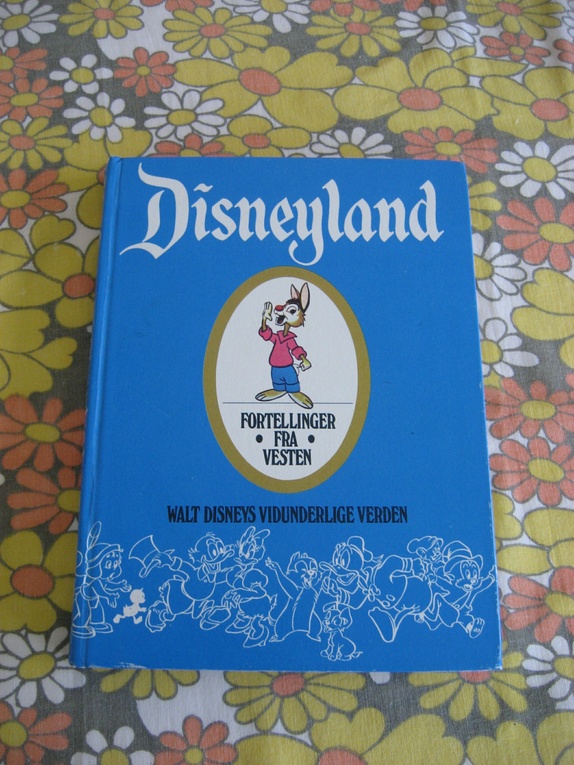 Disneyland
FORTELLINGER
• FRA •
VESTEN
WALT DISNEYS VIDUNDERLIGE VERDEN